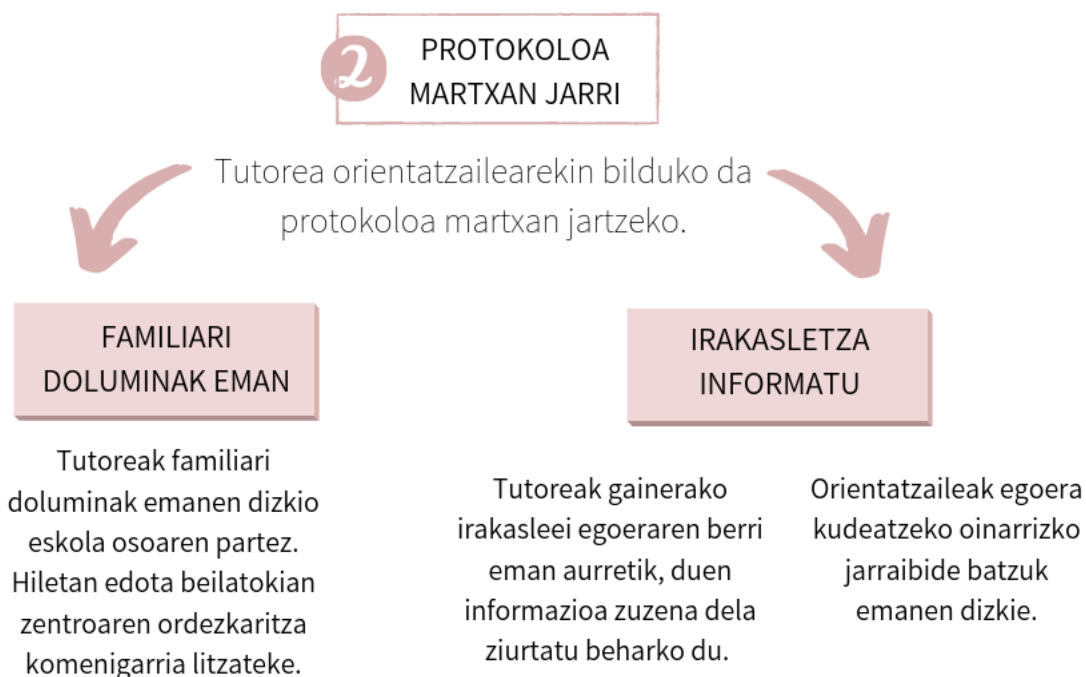 2
PROTOKOLOA
MARTXAN JARRI
Tutorea orientatzailearekin bilduko da
protokoloa martxan jartzeko.
FAMILIARI
DOLUMINAK EMAN
Tutoreak familiari
doluminak emanen dizkio
eskola osoaren partez.
Hiletan edota beilatokian
zentroaren ordezkaritza
komenigarria litzateke.
IRAKASLETZA
INFORMATU
Tutoreak gainerako
irakasleei egoeraren berri
eman aurretik, duen
informazioa zuzena dela
ziurtatu beharko du.
Orientatzaileak egoera
kudeatzeko oinarrizko
jarraibide batzuk
emanen dizkie.